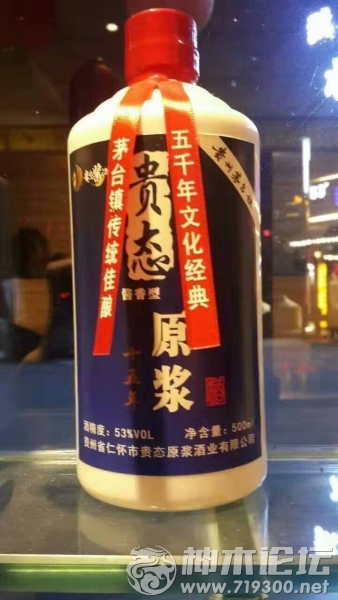 茅台镇传统佳酿
五千年文化经典
贵态
酱香型
原浆
十五年
酒精度：53%VOL
净含量：500ml
贵州省仁怀市贵态原浆酒业有限公司
神木论坛
www.719300.net